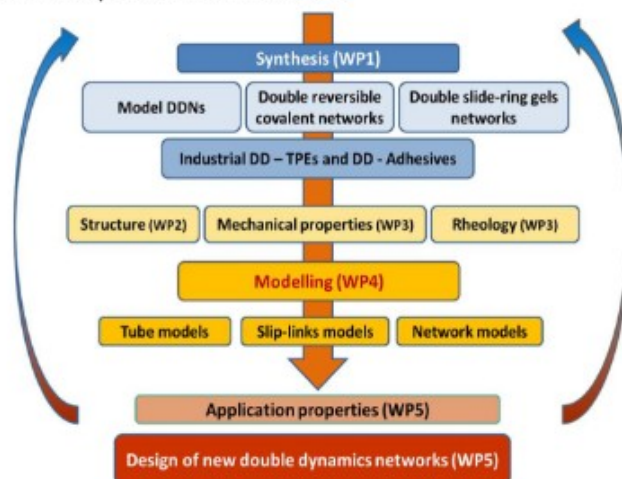 Synthesis (WP1)
Model DDNs
Double reversible
covalent networks
Double slide-ring gels
networks
Industrial DD – TPEs and DD - Adhesives
Structure (WP2)
Mechanical properties (WP3)
Rheology (WP3)
Modelling (WP4)
Tube models
Slip-links models
Network models
Application properties (WP5)
Design of new double dynamics networks (WP5)